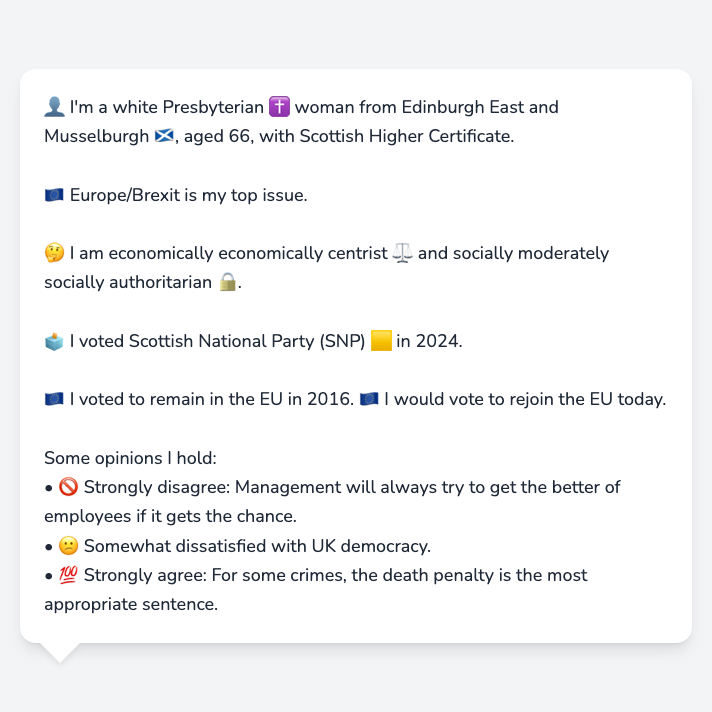 👤 I'm a white Presbyterian ✝️ woman from Edinburgh East and
Musselburgh 🏴󠁧󠁢󠁳󠁣󠁴󠁿, aged 66, with Scottish Higher Certificate.
🇪🇺 Europe/Brexit is my top issue.
🤔 I am economically economically centrist ⚖️ and socially moderately
socially authoritarian 🔒.
🗳️ I voted Scottish National Party (SNP) 🟨 in 2024.
🇪🇺 I voted to remain in the EU in 2016. 🇪🇺 I would vote to rejoin the EU today.
Some opinions I hold:
• 🚫 Strongly disagree: Management will always try to get the better of
employees if it gets the chance.
• 😕 Somewhat dissatisfied with UK democracy.
• 💯 Strongly agree: For some crimes, the death penalty is the most
appropriate sentence.